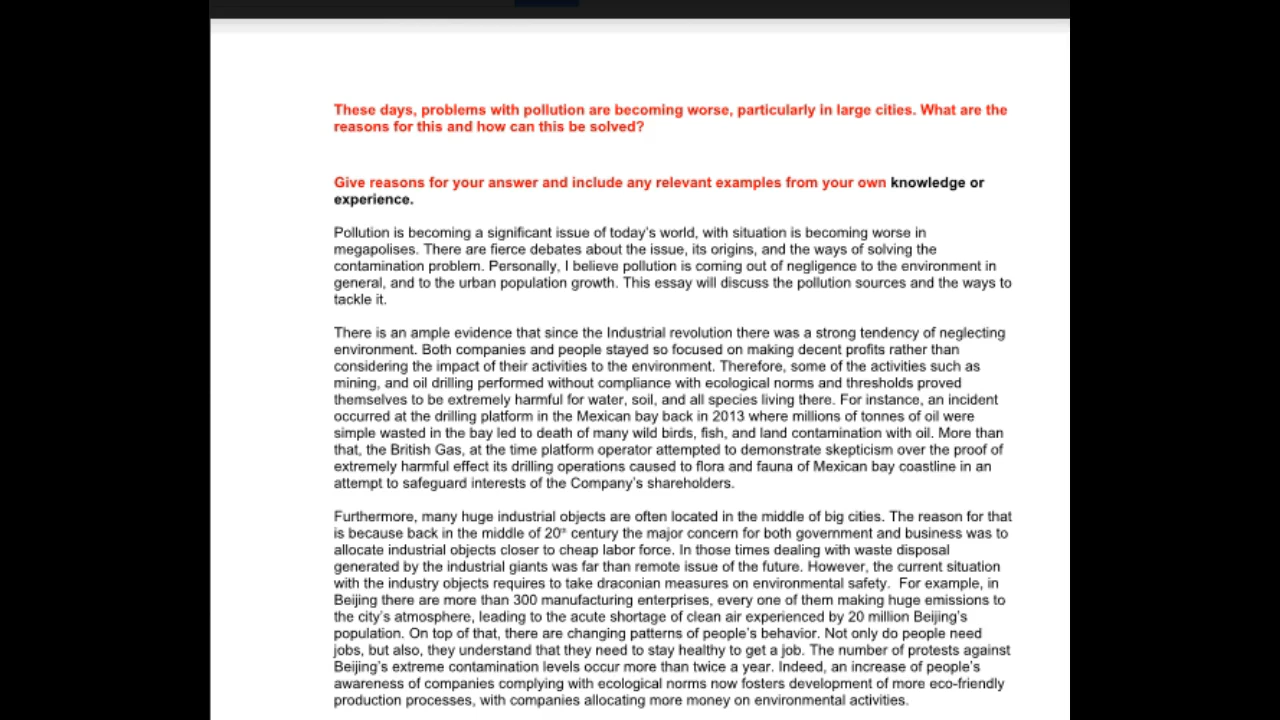 These days, problems with pollution are becoming worse, particularly in large cities. What are the
reasons for this and how can this be solved?
Give reasons for your answer and include any relevant examples from your own knowledge or
experience.
Pollution is becoming a significant issue of today's world, with situation is becoming worse in
megapolises. There are fierce debates about the issue, its origins, and the ways of solving the
contamination problem. Personally, I believe pollution is coming out of negligence to the environment in
general, and to the urban population growth. This essay will discuss the pollution sources and the ways to
tackle it.
There is an ample evidence that since the Industrial revolution there was a strong tendency of neglecting
environment. Both companies and people stayed so focused on making decent profits rather than
considering the impact of their activities to the environment. Therefore, some of the activities such as
mining, and oil drilling performed without compliance with ecological norms and thresholds proved
themselves to be extremely harmful for water, soil, and all species living there. For instance, an incident
occurred at the drilling platform in the Mexican bay back in 2013 where millions of tonnes of oil were
simple wasted in the bay led to death of many wild birds, fish, and land contamination with oil. More than
that, the British Gas, at the time platform operator attempted to demonstrate skepticism over the proof of
extremely harmful effect its drilling operations caused to flora and fauna of Mexican bay coastline in an
attempt to safeguard interests of the Company's shareholders.
Furthermore, many huge industrial objects are often located in the middle of big cities. The reason for that
is because back in the middle of 20th century the major concern for both government and business was to
allocate industrial objects closer to cheap labor force. In those times dealing with waste disposal
generated by the industrial giants was far than remote issue of the future. However, the current situation
with the industry objects requires to take draconian measures on environmental safety.  For example, in
Beijing there are more than 300 manufacturing enterprises, every one of them making huge emissions to
the city's atmosphere, leading to the acute shortage of clean air experienced by 20 million Beijing's
population. On top of that, there are changing patterns of people's behavior. Not only do people need
jobs, but also, they understand that they need to stay healthy to get a job. The number of protests against
Beijing's extreme contamination levels occur more than twice a year. Indeed, an increase of people's
awareness of companies complying with ecological norms now fosters development of more eco-friendly
production processes, with companies allocating more money on environmental activities.